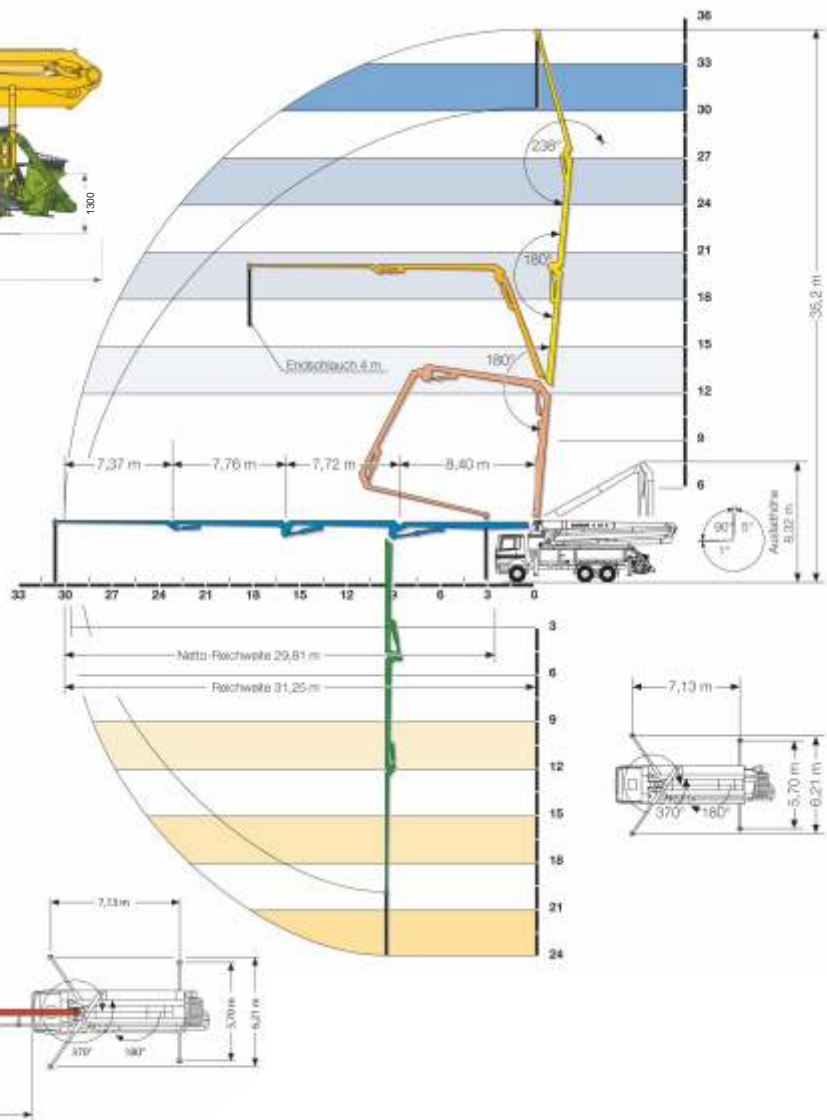 36
33
30
27
24
21
18
15
12
9
6
35,2 m
238°
180°
180°
1300
Endschlauch 4 m
7,37 m
7,76 m
7,72 m
8,40 m
90°
0°
1°
Ausfalthöhe
8,32 m
33 30 27 24 21 18 15 12 9 6 3 0
Netto-Reichweite 29,81 m
Reichweite 31,25 m
3
6
9
12
15
18
21
24
7,13 m
370°
180°
5,70 m
6,21 m
7,13 m
370°
180°
5,70 m
6,21 m